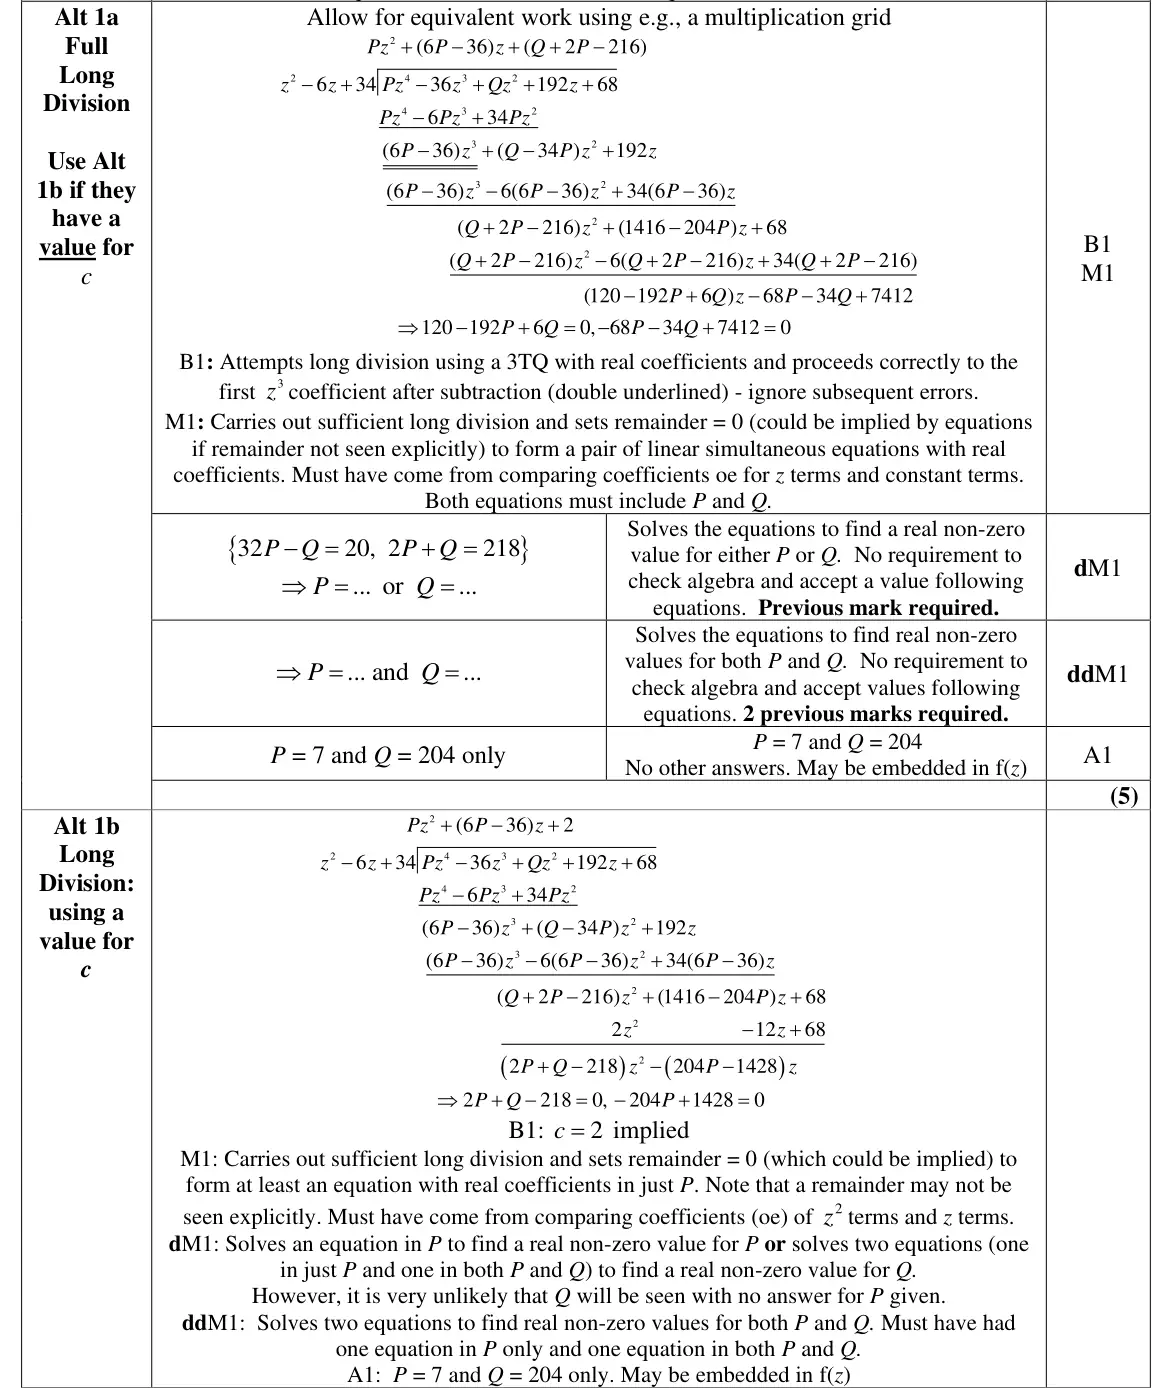 Alt 1a
Full
Long
Division
Use Alt
1b if they
have a
value for
c
Allow for equivalent work using e.g., a multiplication grid
Pz² + (6P − 36)z + (Q + 2P − 216)
z² − 6z + 34 | Pz⁴ − 36z³ + Qz² + 192z + 68
Pz⁴ − 6Pz³ + 34Pz²
(6P − 36)z³ + (Q − 34P)z² + 192z
(6P − 36)z³ − 6(6P − 36)z² + 34(6P − 36)z
(Q + 2P − 216)z² + (1416 − 204P)z + 68
(Q + 2P − 216)z² − 6(Q + 2P − 216)z + 34(Q + 2P − 216)
(120 − 192P + 6Q)z − 68P − 34Q + 7412
⇒ 120 − 192P + 6Q = 0, −68P − 34Q + 7412 = 0
B1: Attempts long division using a 3TQ with real coefficients and proceeds correctly to the
first z³ coefficient after subtraction (double underlined) - ignore subsequent errors.
M1: Carries out sufficient long division and sets remainder = 0 (could be implied by equations
if remainder not seen explicitly) to form a pair of linear simultaneous equations with real
coefficients. Must have come from comparing coefficients oe for z terms and constant terms.
Both equations must include P and Q.
B1
M1
{32P − Q = 20, 2P + Q = 218}
⇒ P = ... or Q = ...
Solves the equations to find a real non-zero
value for either P or Q. No requirement to
check algebra and accept a value following
equations. Previous mark required.
dM1
⇒ P = ... and Q = ...
Solves the equations to find real non-zero
values for both P and Q. No requirement to
check algebra and accept values following
equations. 2 previous marks required.
ddM1
P = 7 and Q = 204 only
P = 7 and Q = 204
No other answers. May be embedded in f(z)
A1
(5)
Alt 1b
Long
Division:
using a
value for
c
Pz² + (6P − 36)z + 2
z² − 6z + 34 | Pz⁴ − 36z³ + Qz² + 192z + 68
Pz⁴ − 6Pz³ + 34Pz²
(6P − 36)z³ + (Q − 34P)z² + 192z
(6P − 36)z³ − 6(6P − 36)z² + 34(6P − 36)z
(Q + 2P − 216)z² + (1416 − 204P)z + 68
2z² −12z + 68
(2P + Q − 218)z² − (204P − 1428)z
⇒ 2P + Q − 218 = 0, − 204P + 1428 = 0
B1: c = 2 implied
M1: Carries out sufficient long division and sets remainder = 0 (which could be implied) to
form at least an equation with real coefficients in just P. Note that a remainder may not be
seen explicitly. Must have come from comparing coefficients (oe) of z² terms and z terms.
dM1: Solves an equation in P to find a real non-zero value for P or solves two equations (one
in just P and one in both P and Q) to find a real non-zero value for Q.
However, it is very unlikely that Q will be seen with no answer for P given.
ddM1: Solves two equations to find real non-zero values for both P and Q. Must have had
one equation in P only and one equation in both P and Q.
A1: P = 7 and Q = 204 only. May be embedded in f(z)